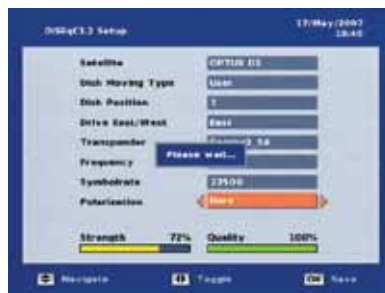 DiSEqC1.2 Setup
17/May/2007
18:40
Satellite OPTUS D1
Dish Moving Type User
Dish Position 1
Drive East/West East
Transponder
Please wait...
Frequency
Symbolrate 22500
Polarization Hori
Strength 72% Quality 100%
Navigate Toggle OK Save